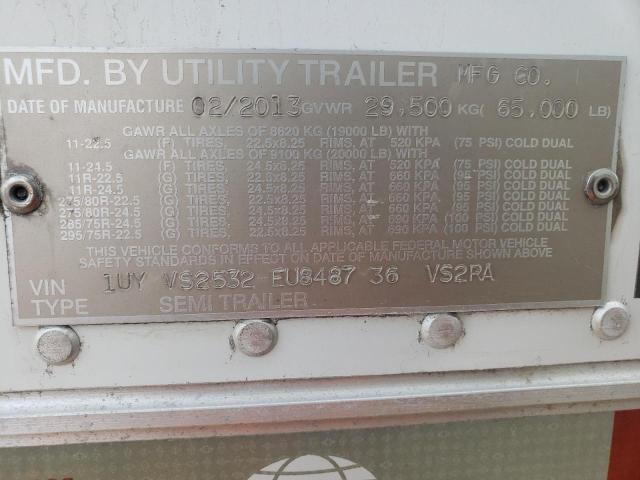 MFD. BY UTILITY TRAILER MFG CO.
DATE OF MANUFACTURE 02/2013 GVWR 29,500 KG( 65,000 LB)
GAWR ALL AXLES OF 8620 KG (19000 LB) WITH
11-22.5 (F) TIRES, 22.5x8.25 RIMS, AT 520 KPA (75 PSI) COLD DUAL
GAWR ALL AXLES OF 9100 KG (20000 LB) WITH
11-24.5 (F) TIRES, 24.5x8.25 RIMS, AT 520 KPA (75 PSI) COLD DUAL
11R-22.5 (G) TIRES, 22.5x8.25 RIMS, AT 660 KPA (95 PSI) COLD DUAL
11R-24.5 (G) TIRES, 24.5x8.25 RIMS, AT 660 KPA (95 PSI) COLD DUAL
275/80R-22.5 (G) TIRES, 22.5x8.25 RIMS, AT 660 KPA (95 PSI) COLD DUAL
275/80R-24.5 (G) TIRES, 24.5x8.25 RIMS, AT 690 KPA (100 PSI) COLD DUAL
285/75R-24.5 (G) TIRES, 24.5x8.25 RIMS, AT 660 KPA (95 PSI) COLD DUAL
295/75R-22.5 (G) TIRES, 22.5x8.25 RIMS, AT 690 KPA (100 PSI) COLD DUAL
THIS VEHICLE CONFORMS TO ALL APPLICABLE FEDERAL MOTOR VEHICLE
SAFETY STANDARDS IN EFFECT ON DATE OF MANUFACTURE SHOWN ABOVE
VIN 1UY VS2532 EU8487 36 VS2RA
TYPE SEMI TRAILER